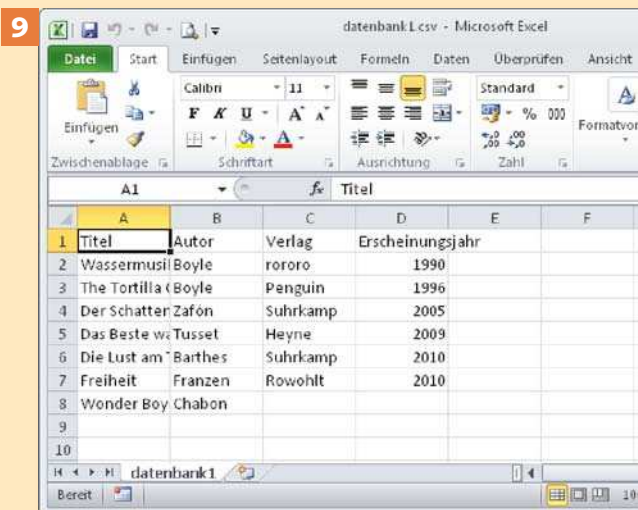 9
datenbank1.csv - Microsoft Excel
Datei Start Einfügen Seitenlayout Formeln Daten Überprüfen Ansicht
Calibri 11 Standard
F K U A A % 000
Einfügen A Formatvor
Zwischenablage Schriftart Ausrichtung Zahl
A1 fx Titel
A B C D E F
1 Titel Autor Verlag Erscheinungsjahr
2 Wassermusi Boyle rororo 1990
3 The Tortilla ( Boyle Penguin 1996
4 Der Schatten Zafón Suhrkamp 2005
5 Das Beste wa Tusset Heyne 2009
6 Die Lust am Barthes Suhrkamp 2010
7 Freiheit Franzen Rowohlt 2010
8 Wonder Boy Chabon
9
10
datenbank1
Bereit 10